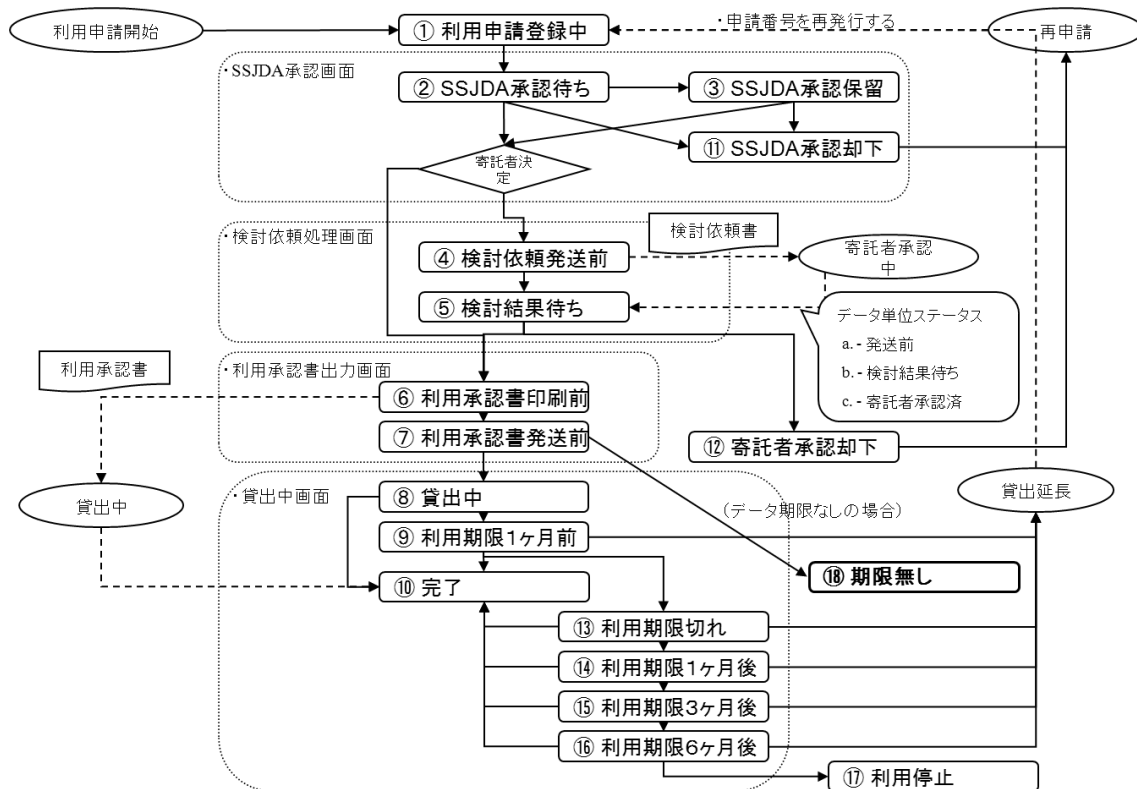 利用申請開始
① 利用申請登録中
・申請番号を再発行する
再申請
・SSJDA承認画面
② SSJDA承認待ち
③ SSJDA承認保留
⑪ SSJDA承認却下
寄託者決
定
・検討依頼処理画面
検討依頼書
④ 検討依頼発送前
寄託者承認
中
⑤ 検討結果待ち
データ単位ステータス
a. - 発送前
b. - 検討結果待ち
c. - 寄託者承認済
利用承認書
・利用承認書出力画面
⑥ 利用承認書印刷前
⑦ 利用承認書発送前
⑫ 寄託者承認却下
貸出中
・貸出中画面
⑧ 貸出中
貸出延長
(データ期限なしの場合)
⑨ 利用期限1ヶ月前
⑩ 完了
⑱ 期限無し
⑬ 利用期限切れ
⑭ 利用期限1ヶ月後
⑮ 利用期限3ヶ月後
⑯ 利用期限6ヶ月後
⑰ 利用停止